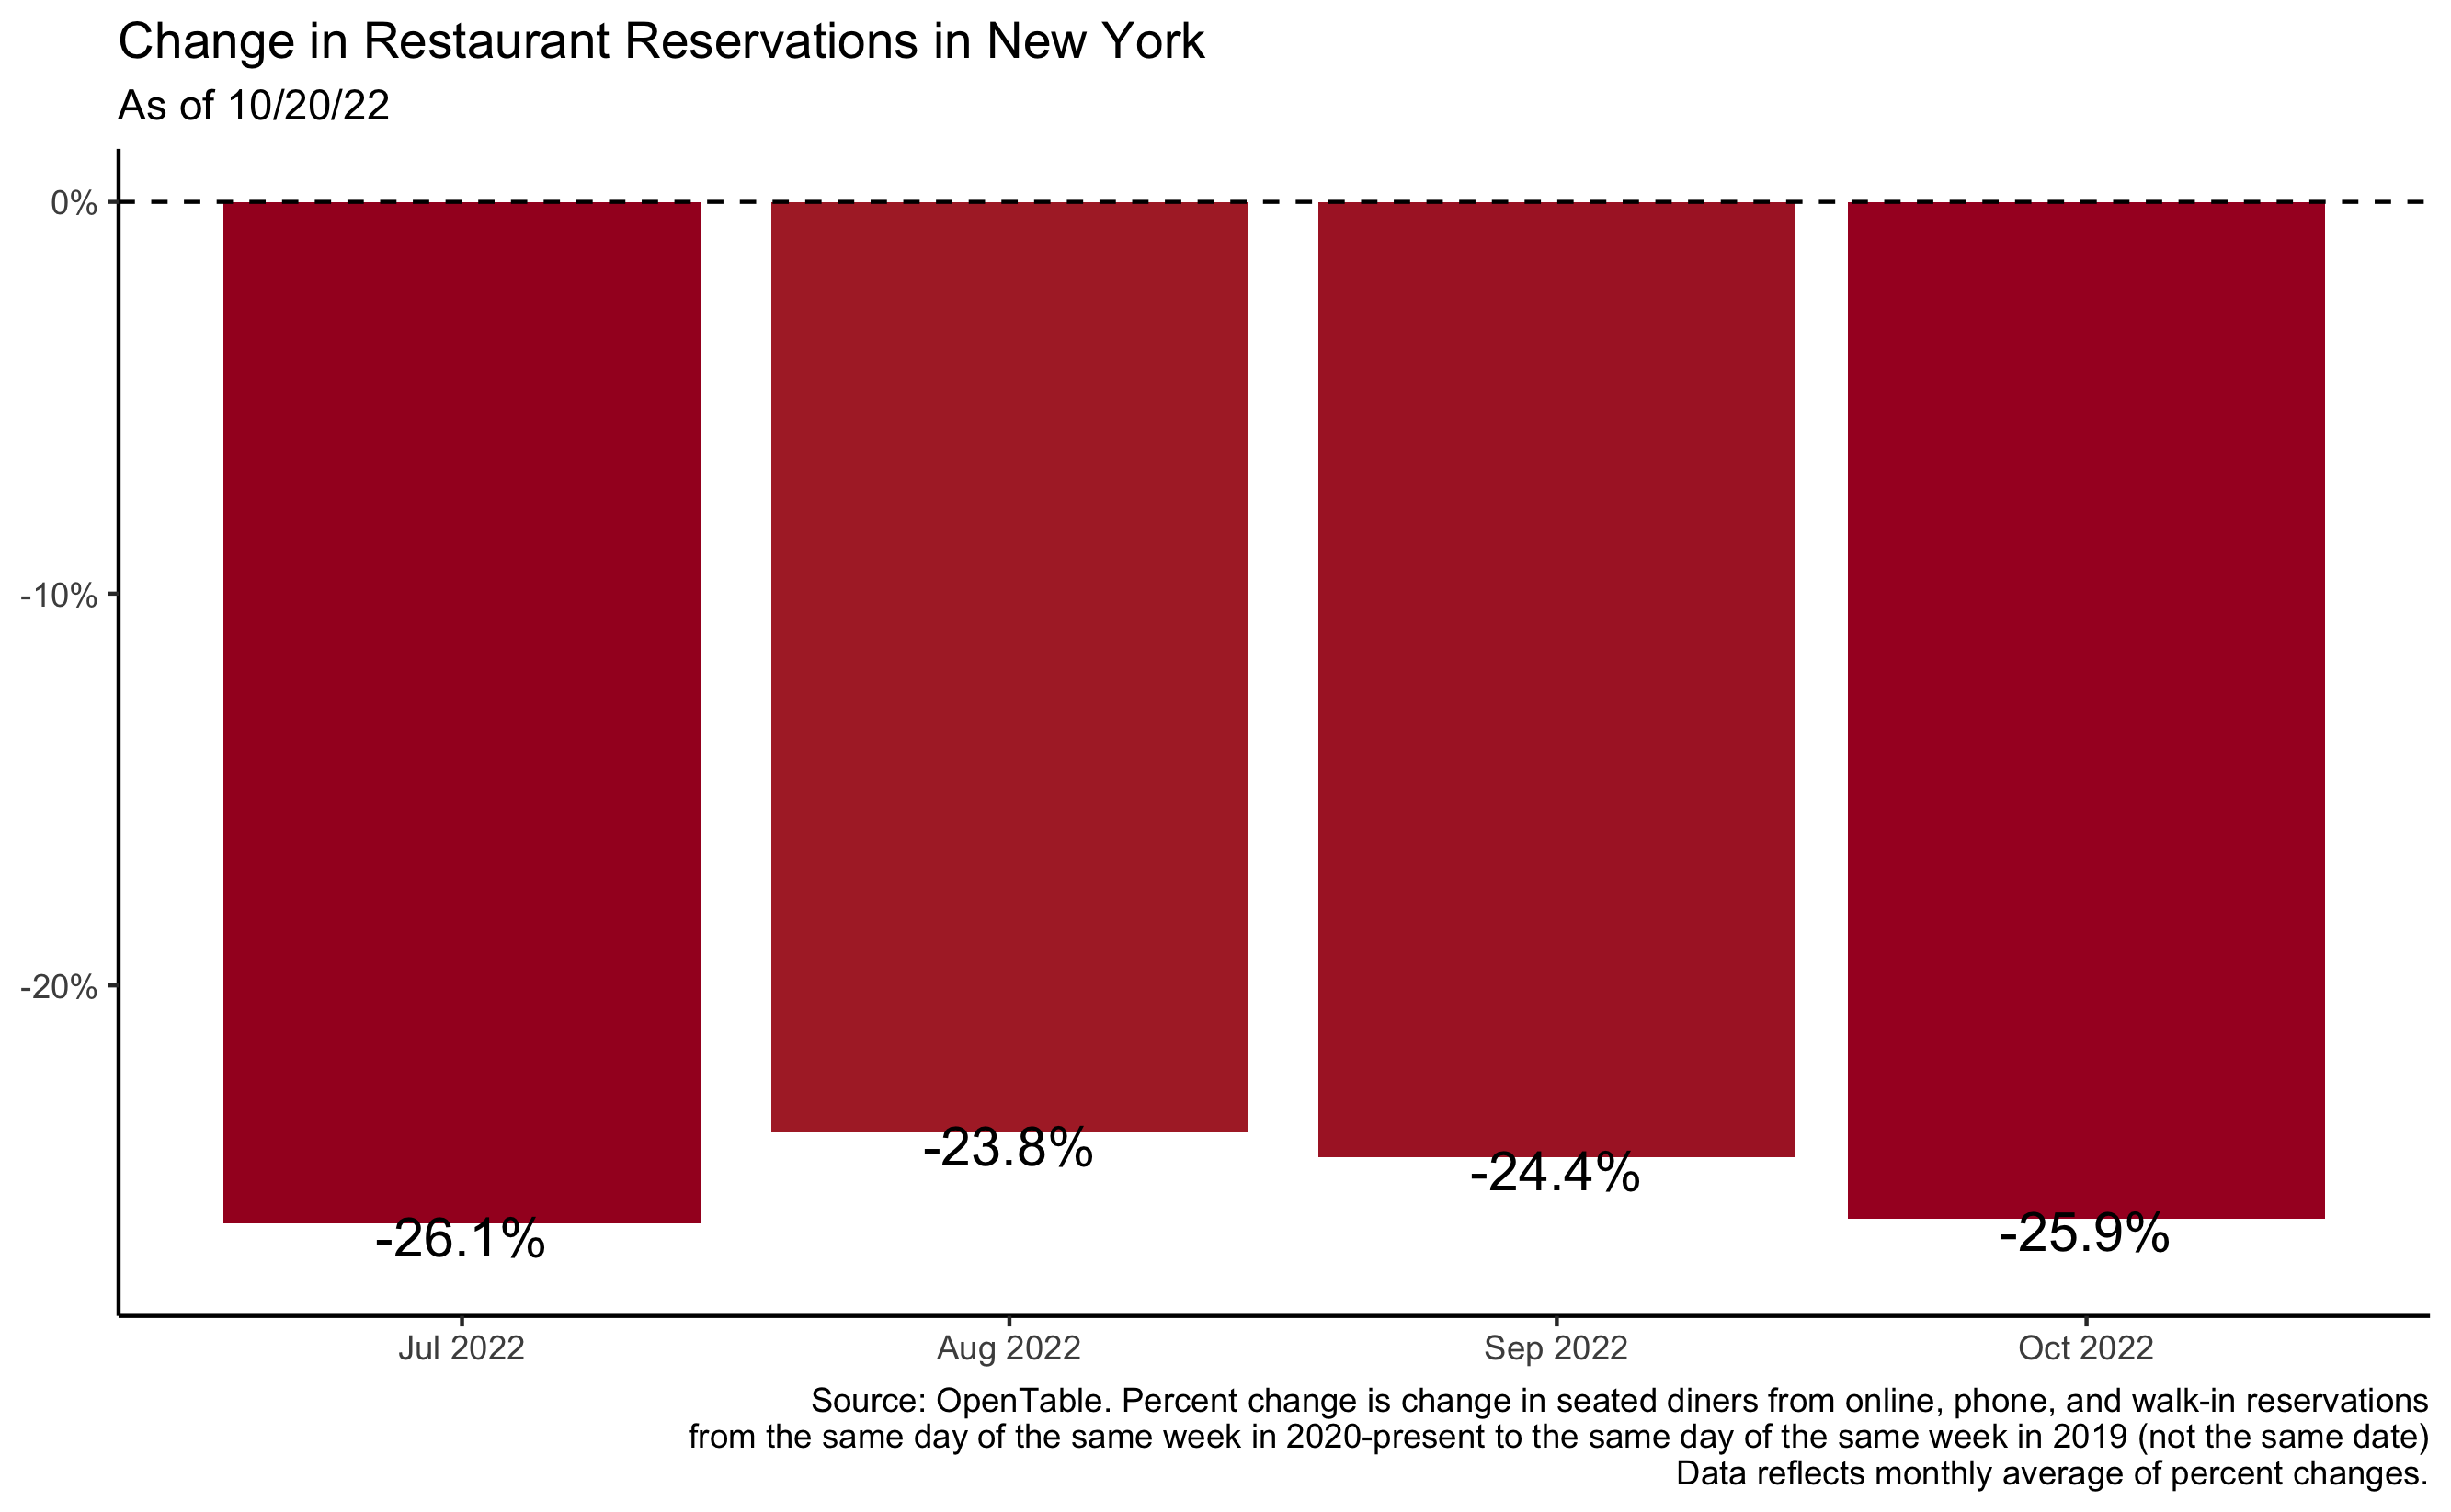 Change in Restaurant Reservations in New York
As of 10/20/22
0%
-10%
-20%
-26.1%
-23.8%
-24.4%
-25.9%
Jul 2022
Aug 2022
Sep 2022
Oct 2022
Source: OpenTable. Percent change is change in seated diners from online, phone, and walk-in reservations
from the same day of the same week in 2020-present to the same day of the same week in 2019 (not the same date)
Data reflects monthly average of percent changes.